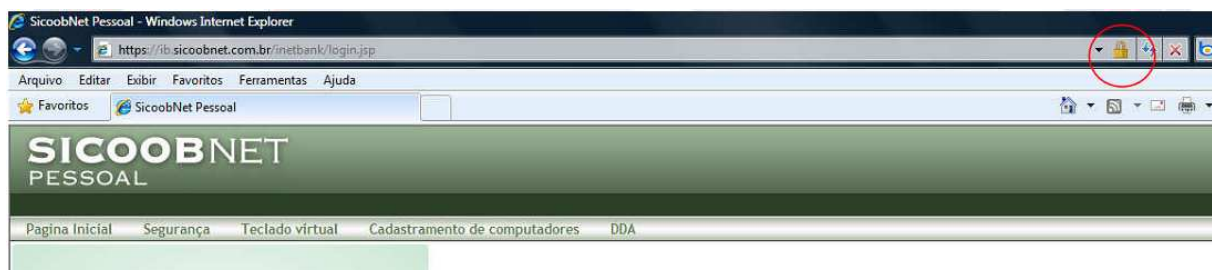 SicoobNet Pessoal - Windows Internet Explorer
https://ib.sicoobnet.com.br/inetbank/login.jsp
Arquivo Editar Exibir Favoritos Ferramentas Ajuda
Favoritos SicoobNet Pessoal
SICOOBNET
PESSOAL
Pagina Inicial Segurança Teclado virtual Cadastramento de computadores DDA